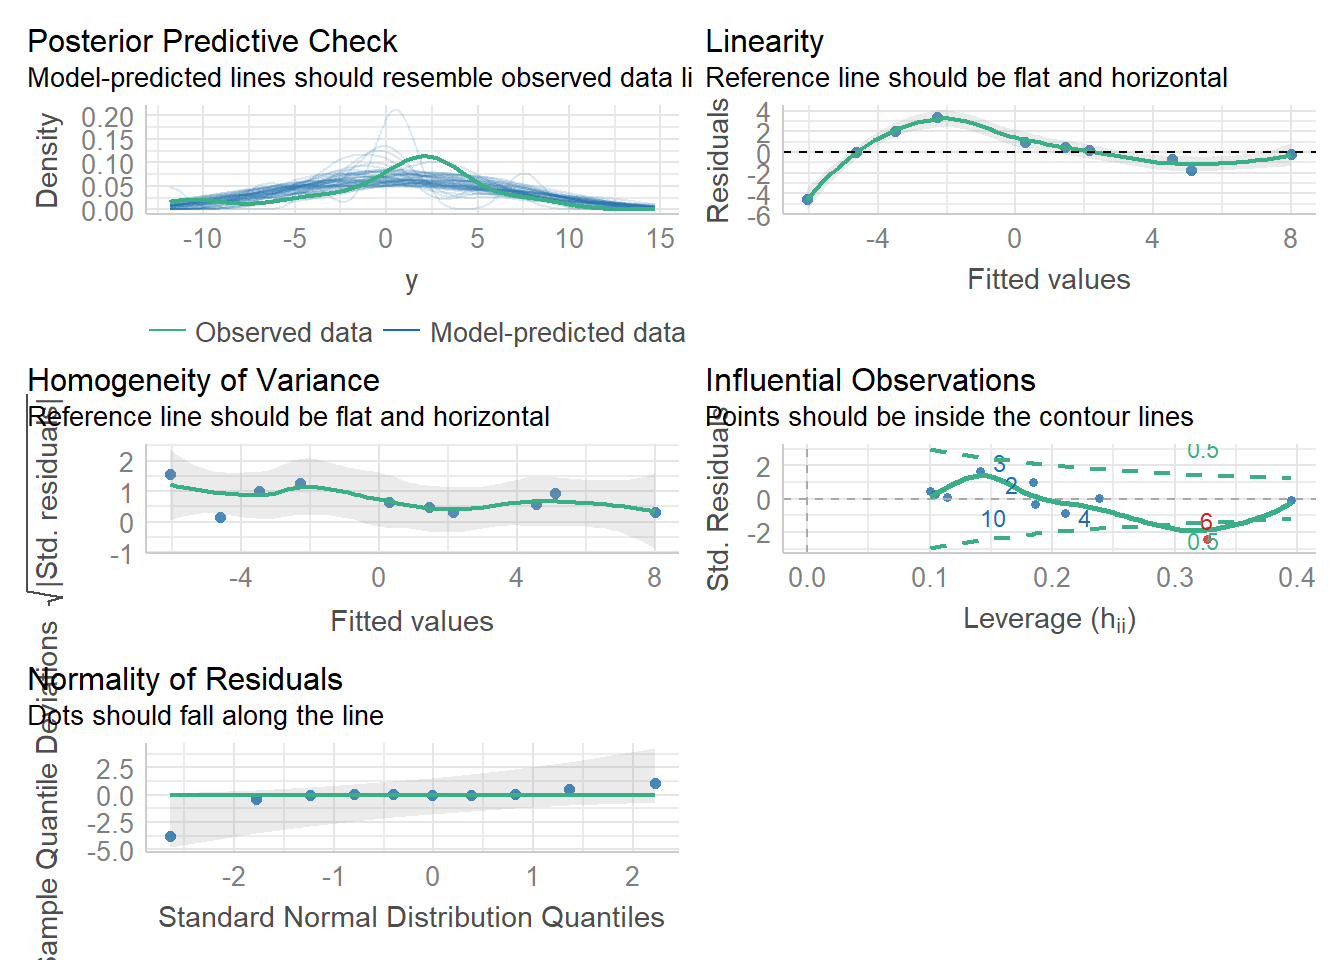 Posterior Predictive Check
Model-predicted lines should resemble observed data li
Density
0.20
0.15
0.10
0.05
0.00
-10
-5
0
5
10
15
y
Observed data
Model-predicted data
Linearity
Reference line should be flat and horizontal
Residuals
4
2
0
-2
-4
-6
-4
0
4
8
Fitted values
Homogeneity of Variance
Reference line should be flat and horizontal
√|Std. residuals|
2
1
0
-1
-4
0
4
8
Fitted values
Influential Observations
Points should be inside the contour lines
Std. Residuals
2
0
-2
0.5
3
2
10
4
6
0.5
0.0
0.1
0.2
0.3
0.4
Leverage (hii)
Normality of Residuals
Dots should fall along the line
Sample Quantile Deviations
2.5
0.0
-2.5
-5.0
-2
-1
0
1
2
Standard Normal Distribution Quantiles